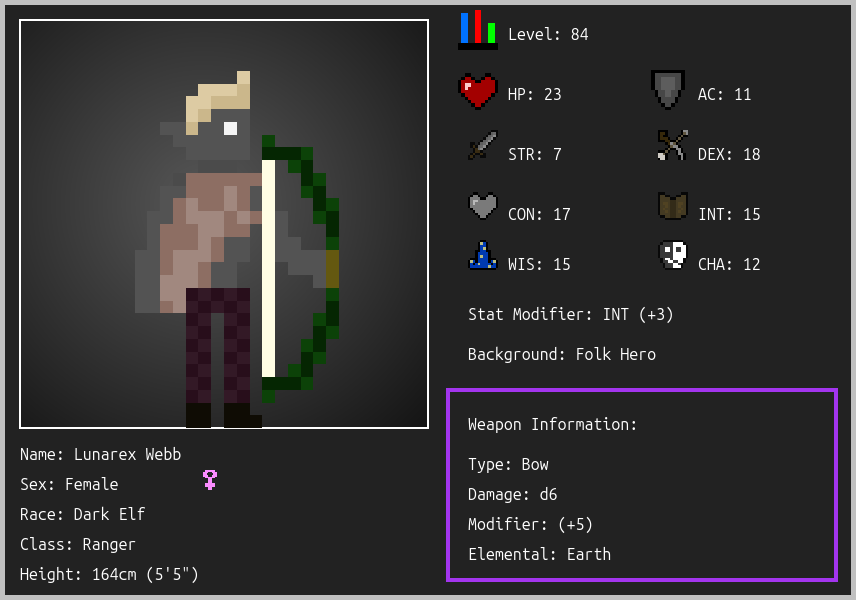 Level: 84
HP: 23
AC: 11
STR: 7
DEX: 18
CON: 17
INT: 15
WIS: 15
CHA: 12
Stat Modifier: INT (+3)
Background: Folk Hero
Weapon Information:
Type: Bow
Damage: d6
Modifier: (+5)
Elemental: Earth
Name: Lunarex Webb
Sex: Female
Race: Dark Elf
Class: Ranger
Height: 164cm (5'5")